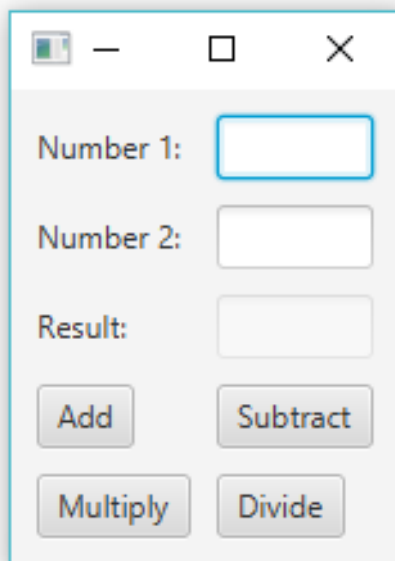 Number 1:
Number 2:
Result:
Add Subtract
Multiply Divide